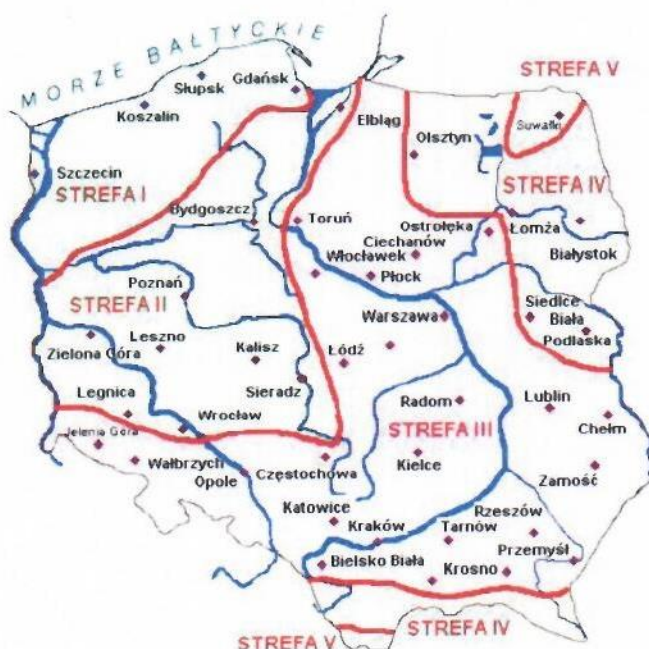 MORZE BAŁTYCKIE
STREFA V
Słupsk
Gdańsk
Koszalin
Elbląg
Suwałki
Olsztyn
Szczecin
STREFA I
STREFA IV
Bydgoszcz
Toruń
Ostrołęka
Łomża
Ciechanów
Włocławek
Białystok
Płock
Poznań
STREFA II
Siedlce
Warszawa
Biała
Podlaska
Leszno
Zielona Góra
Kalisz
Łódź
Sieradz
Legnica
Radom
Lublin
Wrocław
Chełm
STREFA III
Jelenia Góra
Wałbrzych
Opole
Częstochowa
Kielce
Zamość
Katowice
Rzeszów
Kraków
Tarnów
Przemyśl
Bielsko Biała
Krosno
STREFA IV
STREFA V